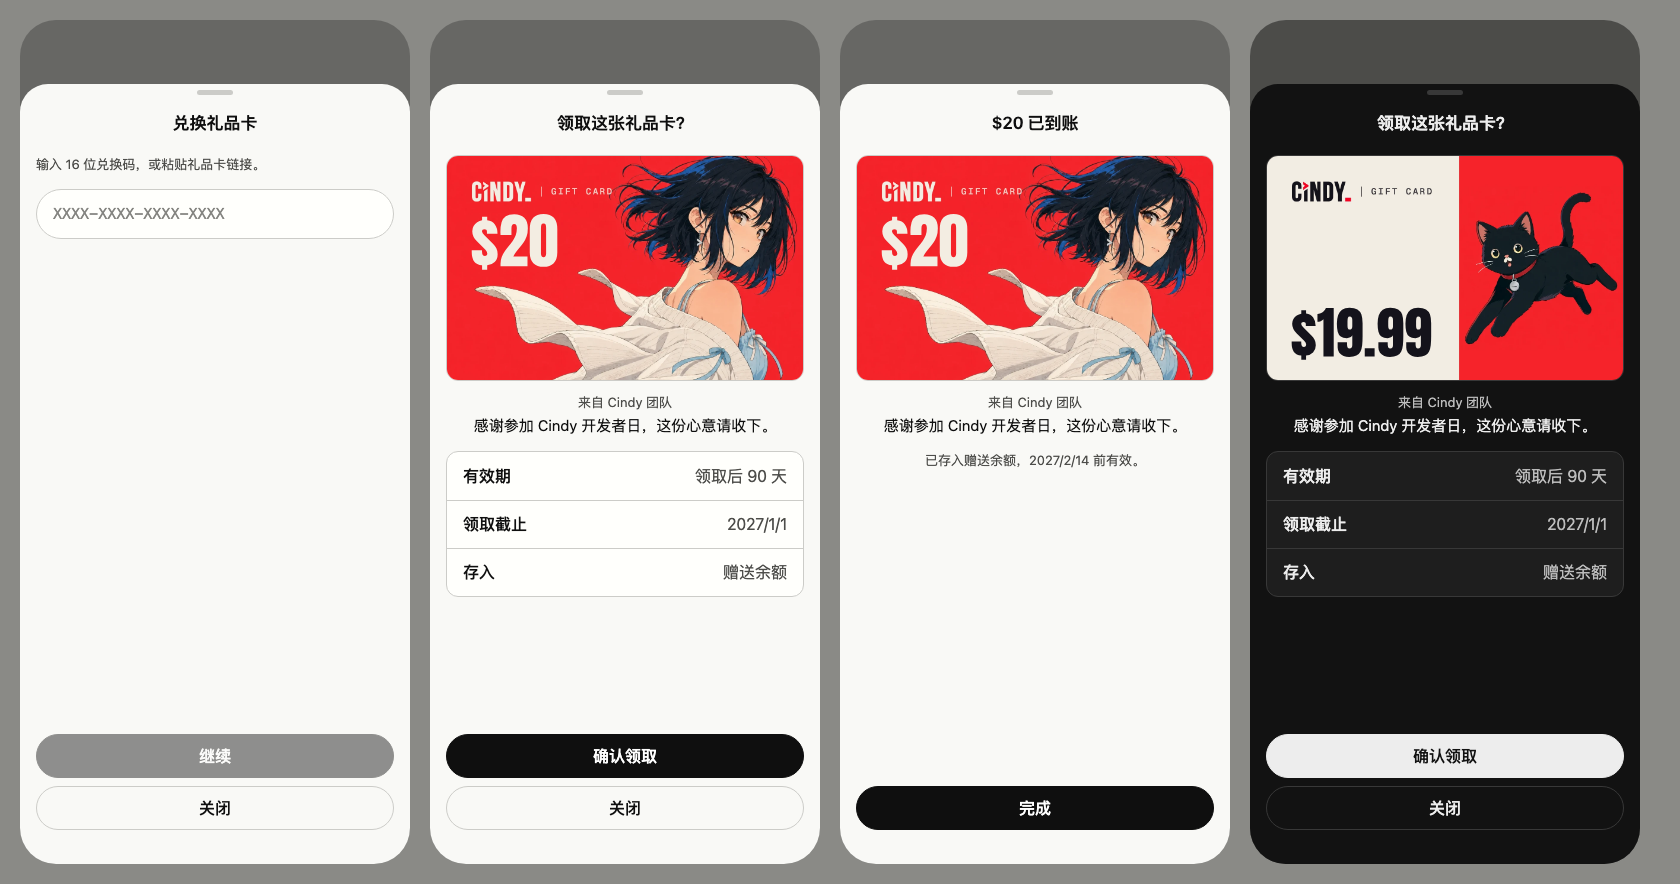 兑换礼品卡
输入 16 位兑换码，或粘贴礼品卡链接。
XXXX-XXXX-XXXX-XXXX
继续
关闭
领取这张礼品卡？
CiNDY_ | GIFT CARD
$20
来自 Cindy 团队
感谢参加 Cindy 开发者日，这份心意请收下。
有效期 领取后 90 天
领取截止 2027/1/1
存入 赠送余额
确认领取
关闭
$20 已到账
CiNDY_ | GIFT CARD
$20
来自 Cindy 团队
感谢参加 Cindy 开发者日，这份心意请收下。
已存入赠送余额，2027/2/14 前有效。
完成
领取这张礼品卡？
CiNDY_ | GIFT CARD
$19.99
来自 Cindy 团队
感谢参加 Cindy 开发者日，这份心意请收下。
有效期 领取后 90 天
领取截止 2027/1/1
存入 赠送余额
确认领取
关闭